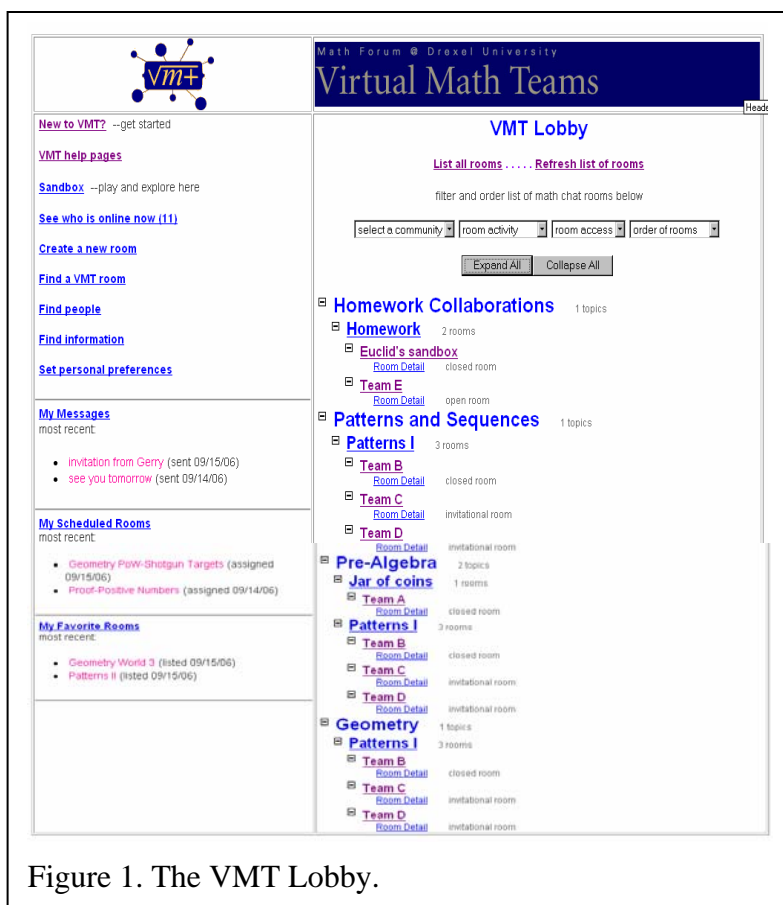 √m+
Math Forum @ Drexel University
Virtual Math Teams
Heade
New to VMT? --get started
VMT help pages
Sandbox --play and explore here
See who is online now (11)
Create a new room
Find a VMT room
Find people
Find information
Set personal preferences
My Messages
most recent:
invitation from Gerry (sent 09/15/06)
see you tomorrow (sent 09/14/06)
My Scheduled Rooms
most recent:
Geometry PoW-Shotgun Targets (assigned
09/15/06)
Proof-Positive Numbers (assigned 09/14/06)
My Favorite Rooms
most recent:
Geometry World 3 (listed 09/15/06)
Patterns II (listed 09/15/06)
VMT Lobby
List all rooms . . . . . Refresh list of rooms
filter and order list of math chat rooms below
select a community room activity room access order of rooms
Expand All Collapse All
Homework Collaborations 1 topics
Homework 2 rooms
Euclid's sandbox
Room Detail closed room
Team E
Room Detail open room
Patterns and Sequences 1 topics
Patterns I 3 rooms
Team B
Room Detail closed room
Team C
Room Detail invitational room
Team D
Room Detail invitational room
Pre-Algebra 2 topics
Jar of coins 1 rooms
Team A
Room Detail closed room
Patterns I 3 rooms
Team B
Room Detail closed room
Team C
Room Detail invitational room
Team D
Room Detail invitational room
Geometry 1 topics
Patterns I 3 rooms
Team B
Room Detail closed room
Team C
Room Detail invitational room
Team D
Room Detail invitational room
Figure 1. The VMT Lobby.